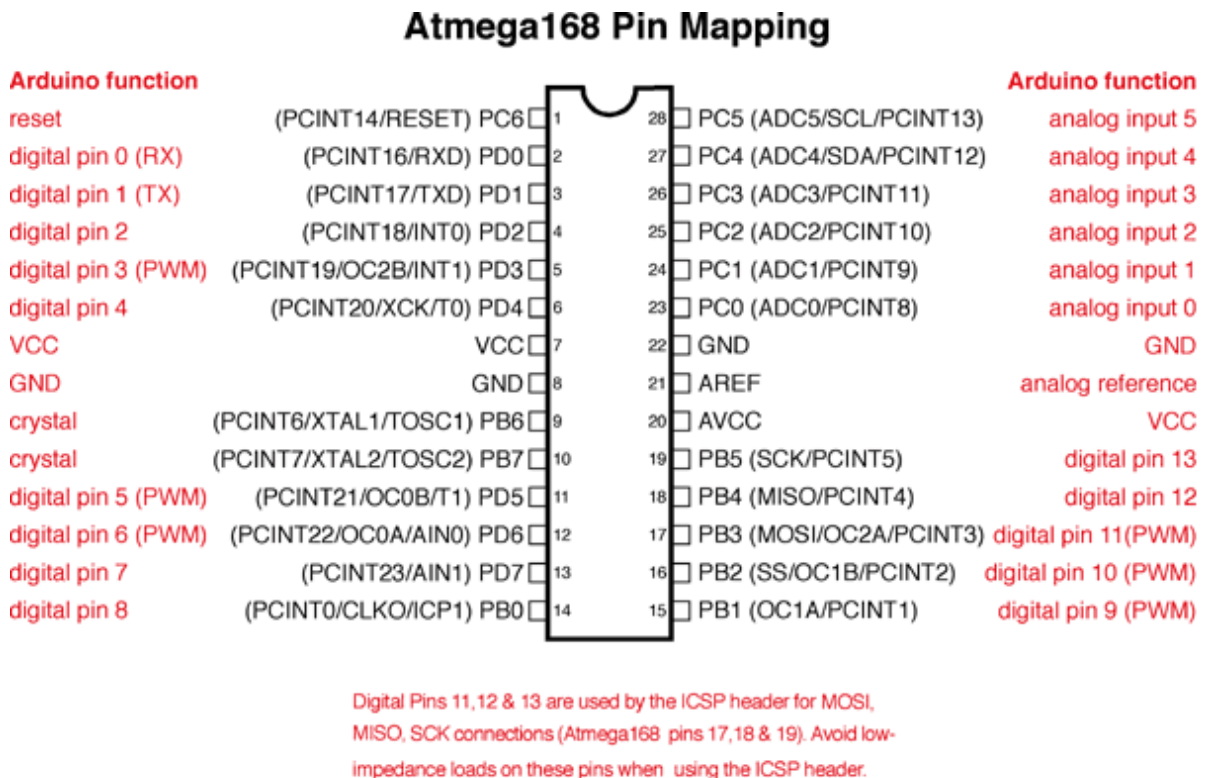 Atmega168 Pin Mapping
Arduino function Arduino function
reset (PCINT14/RESET) PC6 1 28 PC5 (ADC5/SCL/PCINT13) analog input 5
digital pin 0 (RX) (PCINT16/RXD) PD0 2 27 PC4 (ADC4/SDA/PCINT12) analog input 4
digital pin 1 (TX) (PCINT17/TXD) PD1 3 26 PC3 (ADC3/PCINT11) analog input 3
digital pin 2 (PCINT18/INT0) PD2 4 25 PC2 (ADC2/PCINT10) analog input 2
digital pin 3 (PWM) (PCINT19/OC2B/INT1) PD3 5 24 PC1 (ADC1/PCINT9) analog input 1
digital pin 4 (PCINT20/XCK/T0) PD4 6 23 PC0 (ADC0/PCINT8) analog input 0
VCC VCC 7 22 GND GND
GND GND 8 21 AREF analog reference
crystal (PCINT6/XTAL1/TOSC1) PB6 9 20 AVCC VCC
crystal (PCINT7/XTAL2/TOSC2) PB7 10 19 PB5 (SCK/PCINT5) digital pin 13
digital pin 5 (PWM) (PCINT21/OC0B/T1) PD5 11 18 PB4 (MISO/PCINT4) digital pin 12
digital pin 6 (PWM) (PCINT22/OC0A/AIN0) PD6 12 17 PB3 (MOSI/OC2A/PCINT3) digital pin 11(PWM)
digital pin 7 (PCINT23/AIN1) PD7 13 16 PB2 (SS/OC1B/PCINT2) digital pin 10 (PWM)
digital pin 8 (PCINT0/CLKO/ICP1) PB0 14 15 PB1 (OC1A/PCINT1) digital pin 9 (PWM)
Digital Pins 11,12 & 13 are used by the ICSP header for MOSI,
MISO, SCK connections (Atmega168 pins 17,18 & 19). Avoid low-
impedance loads on these pins when using the ICSP header.